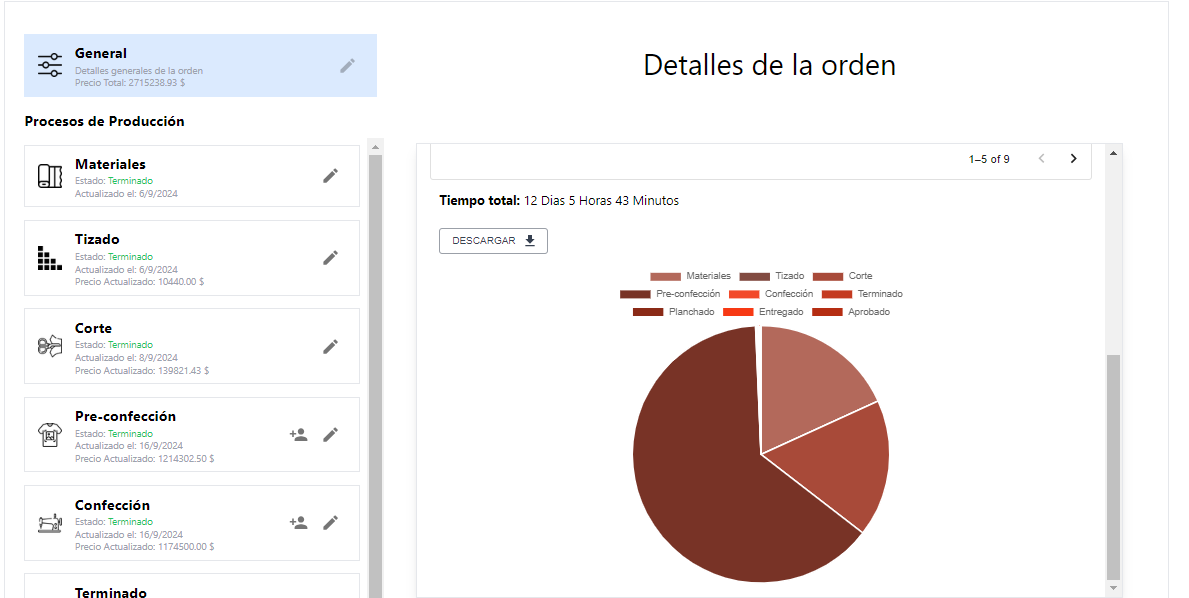 General
Detalles generales de la orden
Precio Total: 2715238.93 $
Procesos de Producción
Materiales
Estado: Terminado
Actualizado el: 6/9/2024
Tizado
Estado: Terminado
Actualizado el: 6/9/2024
Precio Actualizado: 10440.00 $
Corte
Estado: Terminado
Actualizado el: 8/9/2024
Precio Actualizado: 139821.43 $
Pre-confección
Estado: Terminado
Actualizado el: 16/9/2024
Precio Actualizado: 1214302.50 $
Confección
Estado: Terminado
Actualizado el: 16/9/2024
Precio Actualizado: 1174500.00 $
Terminado
Detalles de la orden
1–5 of 9
Tiempo total: 12 Dias 5 Horas 43 Minutos
DESCARGAR
Materiales Tizado Corte
Pre-confección Confección Terminado
Planchado Entregado Aprobado